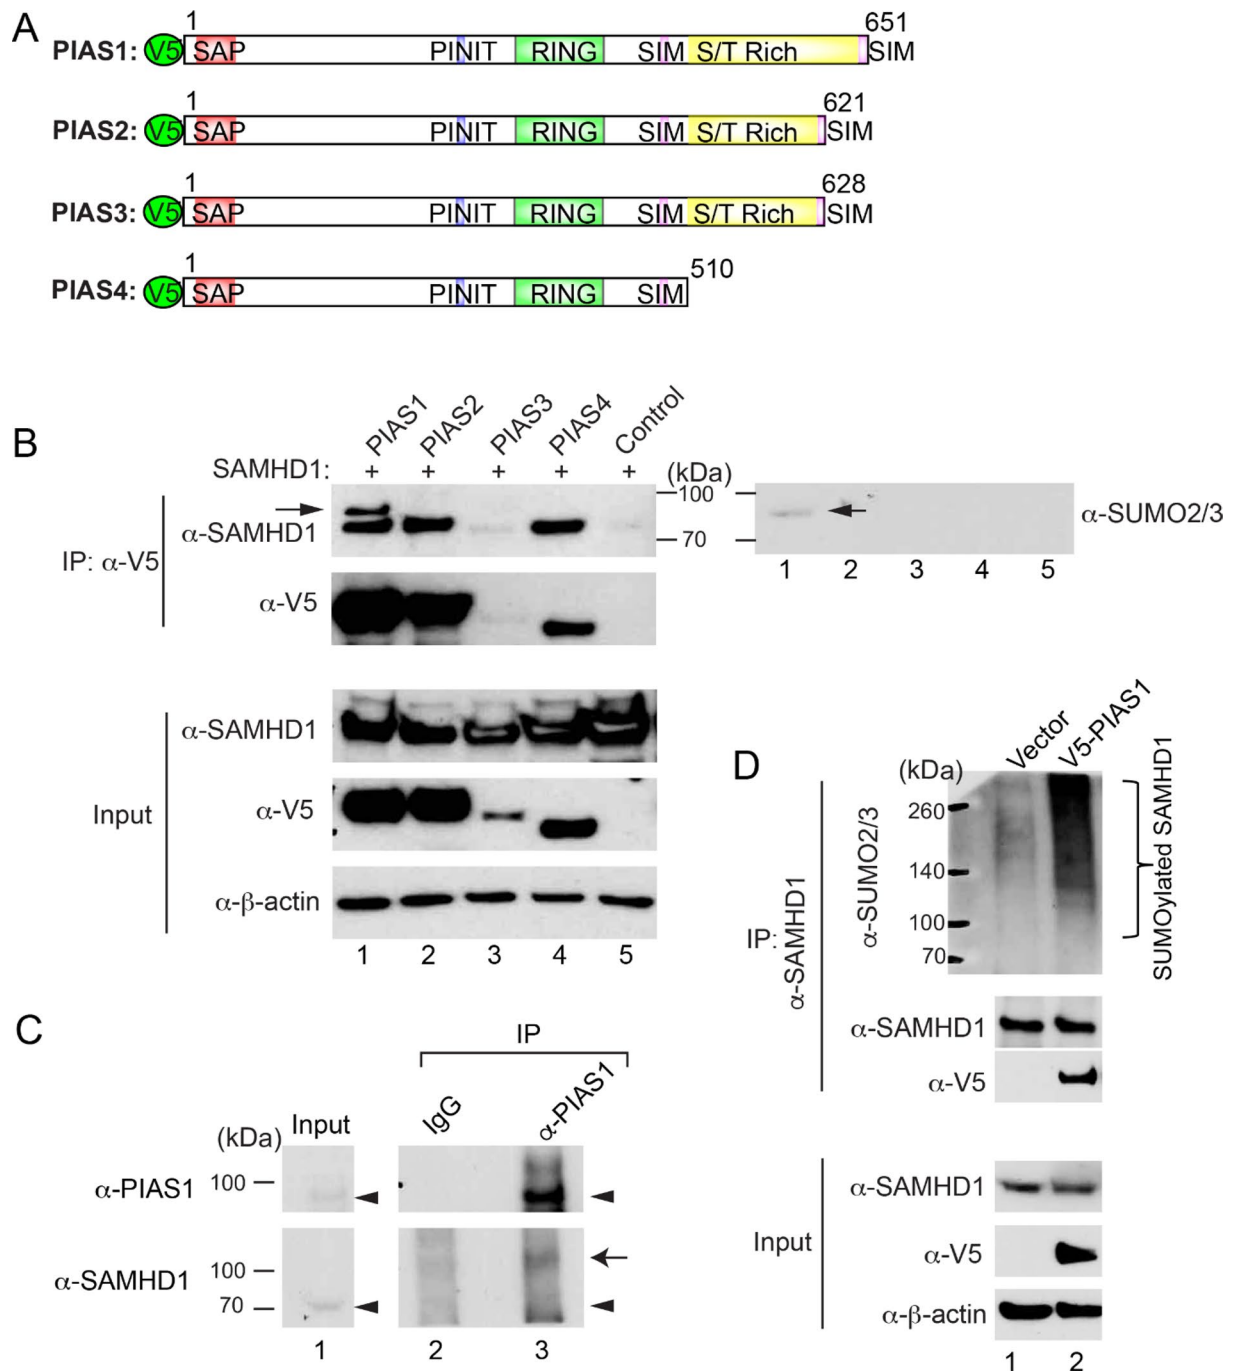 A
1 651
PIAS1: V5 SAP PINIT RING SIM S/T Rich SIM
1 621
PIAS2: V5 SAP PINIT RING SIM S/T Rich SIM
1 628
PIAS3: V5 SAP PINIT RING SIM S/T Rich SIM
1 510
PIAS4: V5 SAP PINIT RING SIM
B
PIAS1 PIAS2 PIAS3 PIAS4 Control
SAMHD1: + + + + + (kDa)
100
70
IP: α-V5
α-SAMHD1
α-V5
α-SUMO2/3
1 2 3 4 5
Input
α-SAMHD1
α-V5
α-β-actin
1 2 3 4 5
C
IP
Input IgG α-PIAS1
(kDa)
α-PIAS1 100
α-SAMHD1
100
70
1 2 3
D
Vector V5-PIAS1
(kDa)
260
140
100
70
IP: α-SAMHD1
α-SUMO2/3
SUMOylated SAMHD1
α-SAMHD1
α-V5
Input
α-SAMHD1
α-V5
α-β-actin
1 2